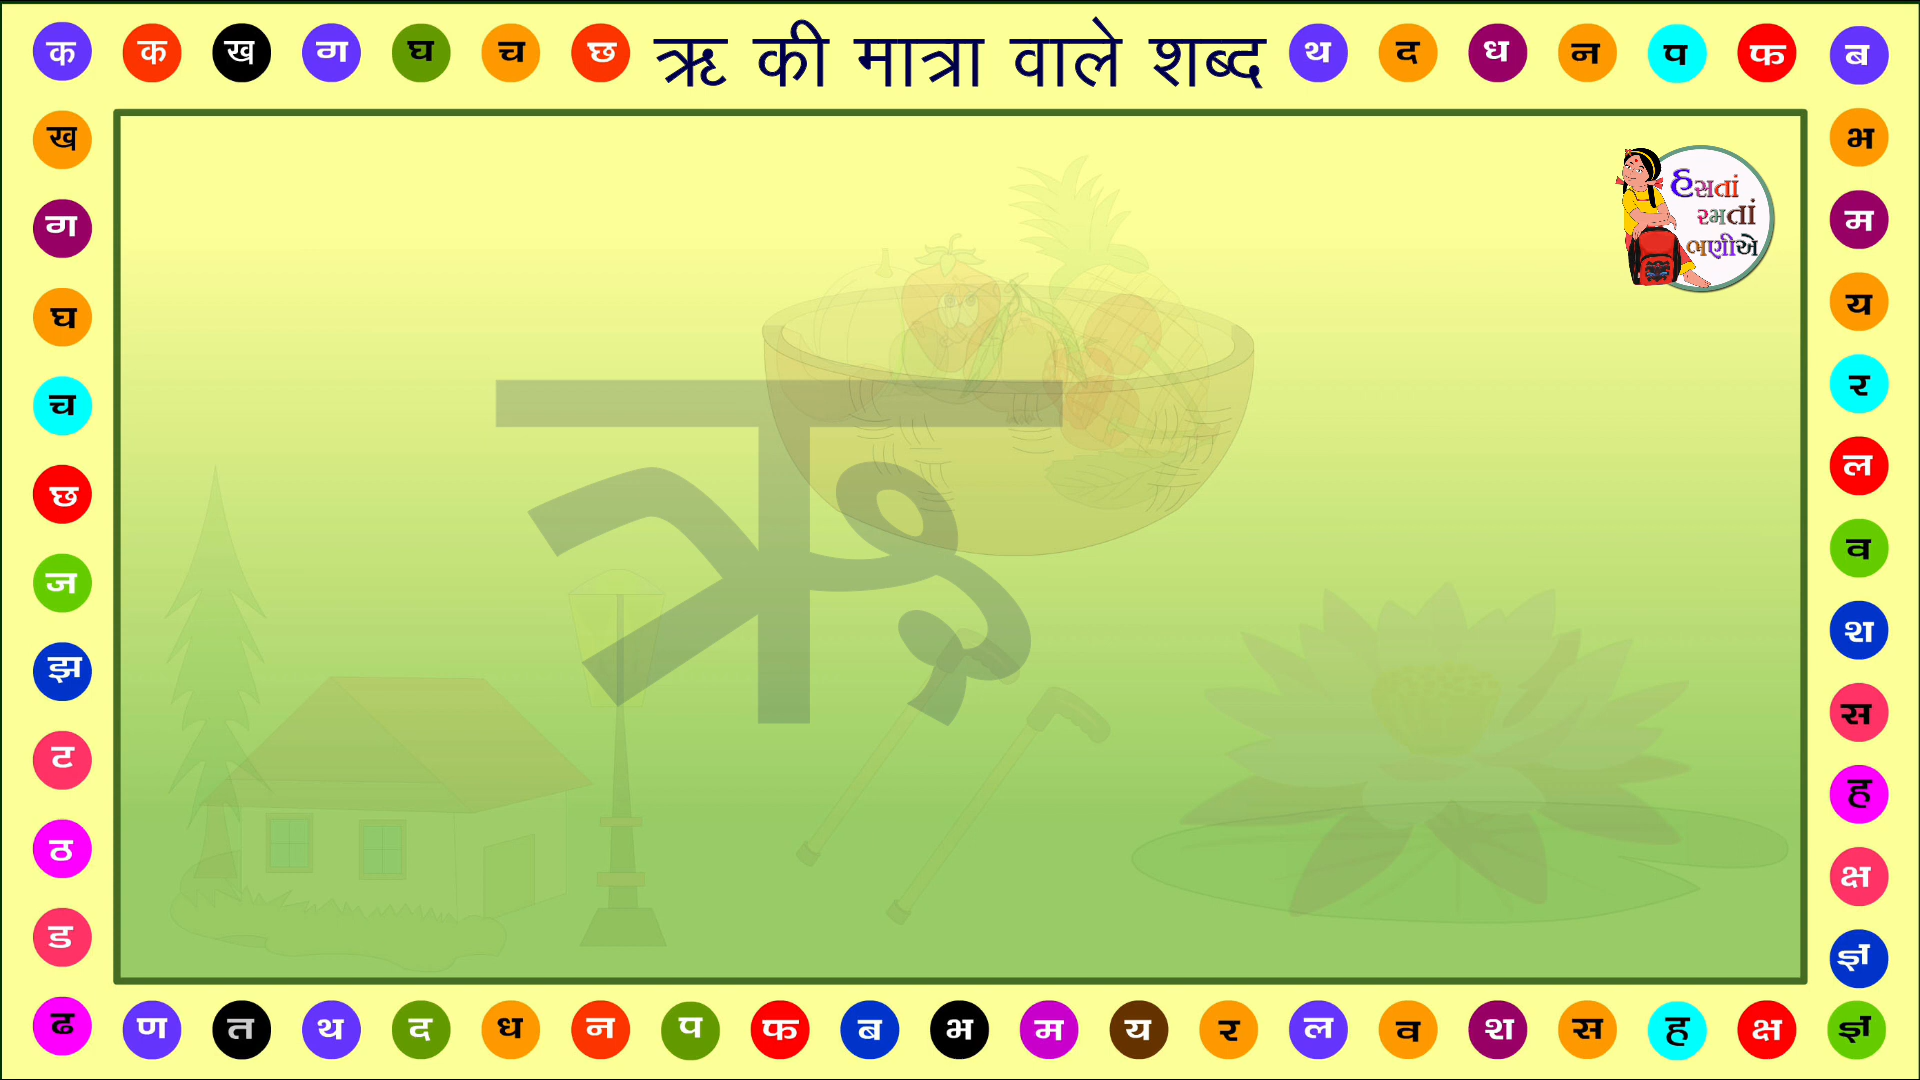 क क ख ग घ च छ ऋ की मात्रा वाले शब्द थ द ध न प फ ब
ख
ग
घ
च
छ
ज
झ
ट
ठ
ड
ढ ण त थ द ध न प फ ब भ म य र ल व श स ह क्ष ज्ञ
भ
म
य
र
ल
व
श
स
ह
क्ष
ज्ञ
હસતાં
રમતાં
ભણીએ
ऋ